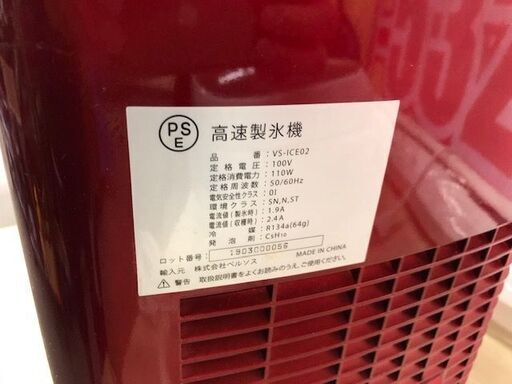 PS
E
高速製氷機
品番：VS-ICE02
定格電圧：100V
定格消費電力：110W
定格周波数：50/60Hz
電気安全性クラス：0I
環境クラス：SN,N,ST
電流値（製氷時）：1.9A
電流値（収穫時）：2.4A
冷媒：R134a(64g)
発泡剤：C5H10
ロット番号：1903000056
MADE IN CHINA
輸入元 株式会社ベルソス
⚠ 警告 取扱説明書をよくお読みのうえ、ご使用ください。